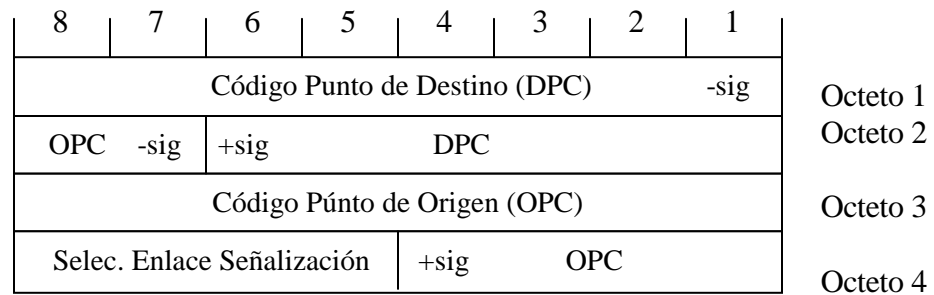 8 7 6 5 4 3 2 1
Código Punto de Destino (DPC) -sig Octeto 1
OPC -sig +sig DPC Octeto 2
Código Púnto de Origen (OPC) Octeto 3
Selec. Enlace Señalización +sig OPC Octeto 4